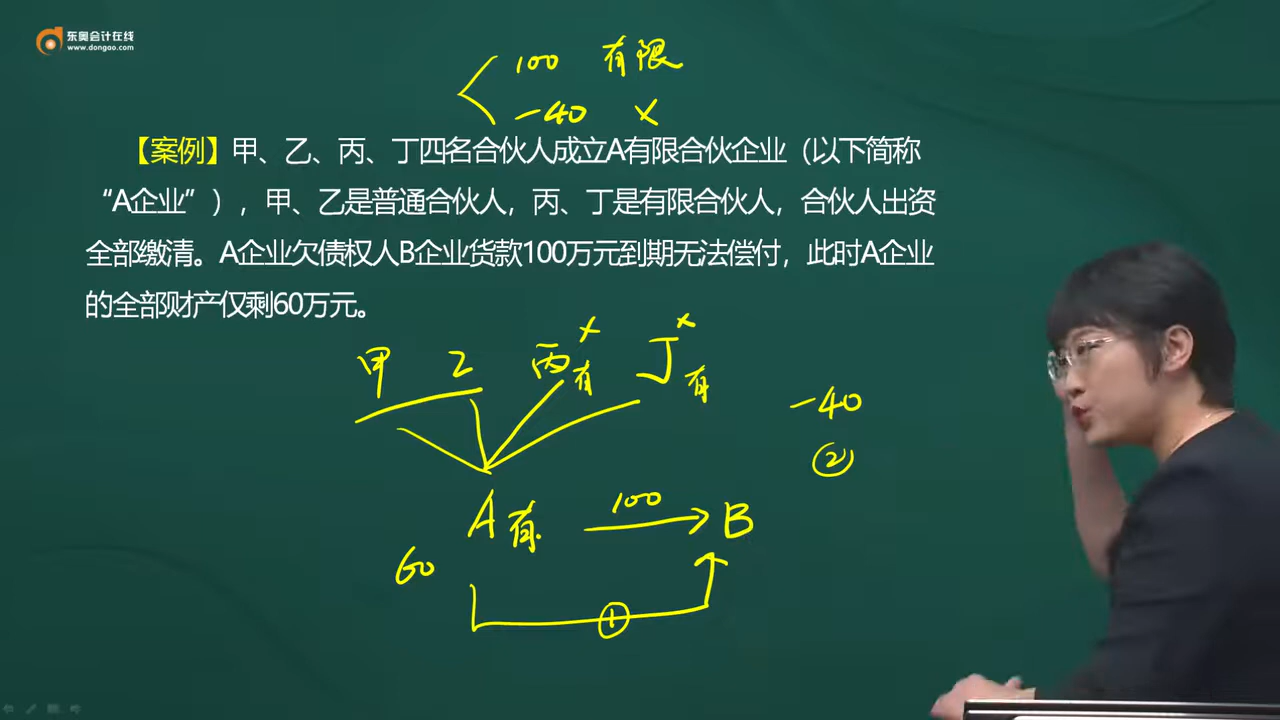 东奥会计在线
www.dongao.com
100 有限
-40 ×
【案例】甲、乙、丙、丁四名合伙人成立A有限合伙企业（以下简称
“A企业”），甲、乙是普通合伙人，丙、丁是有限合伙人，合伙人出资
全部缴清。A企业欠债权人B企业货款100万元到期无法偿付，此时A企业
的全部财产仅剩60万元。
甲 乙 丙有× 丁有×
-40
②
A有 100 B
60
①